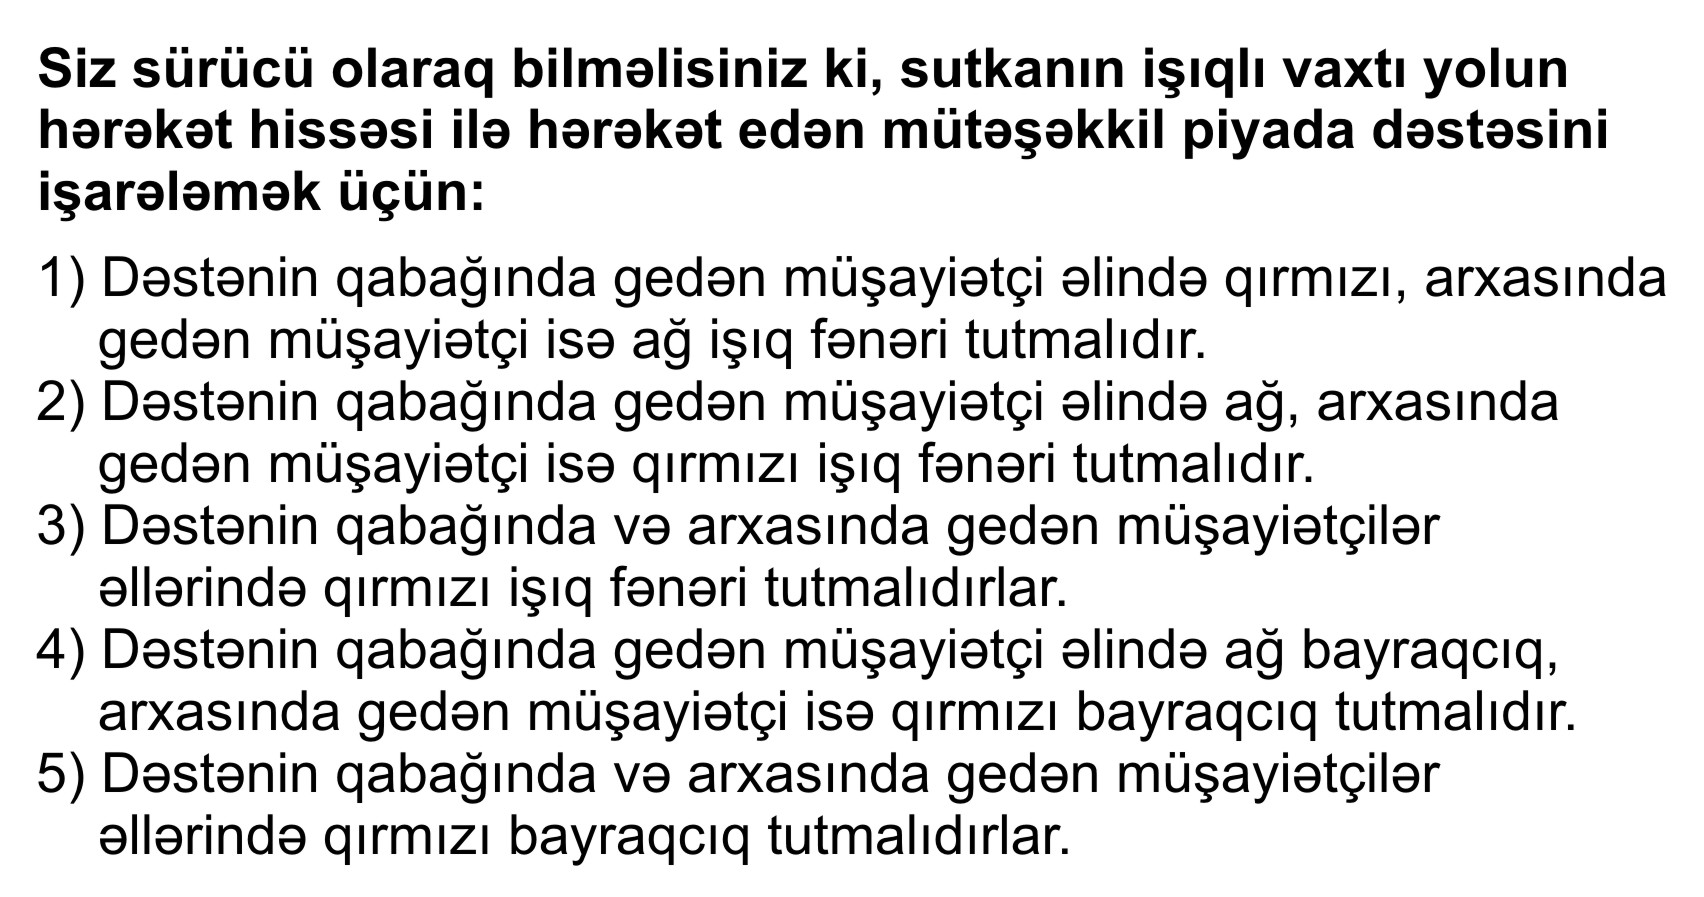 Siz sürücü olaraq bilməlisiniz ki, sutkanın işıqlı vaxtı yolun
hərəkət hissəsi ilə hərəkət edən mütəşəkkil piyada dəstəsini
işarələmək üçün:
1) Dəstənin qabağında gedən müşayiətçi əlində qırmızı, arxasında
gedən müşayiətçi isə ağ işıq fənəri tutmalıdır.
2) Dəstənin qabağında gedən müşayiətçi əlində ağ, arxasında
gedən müşayiətçi isə qırmızı işıq fənəri tutmalıdır.
3) Dəstənin qabağında və arxasında gedən müşayiətçilər
əllərində qırmızı işıq fənəri tutmalıdırlar.
4) Dəstənin qabağında gedən müşayiətçi əlində ağ bayraqcıq,
arxasında gedən müşayiətçi isə qırmızı bayraqcıq tutmalıdır.
5) Dəstənin qabağında və arxasında gedən müşayiətçilər
əllərində qırmızı bayraqcıq tutmalıdırlar.